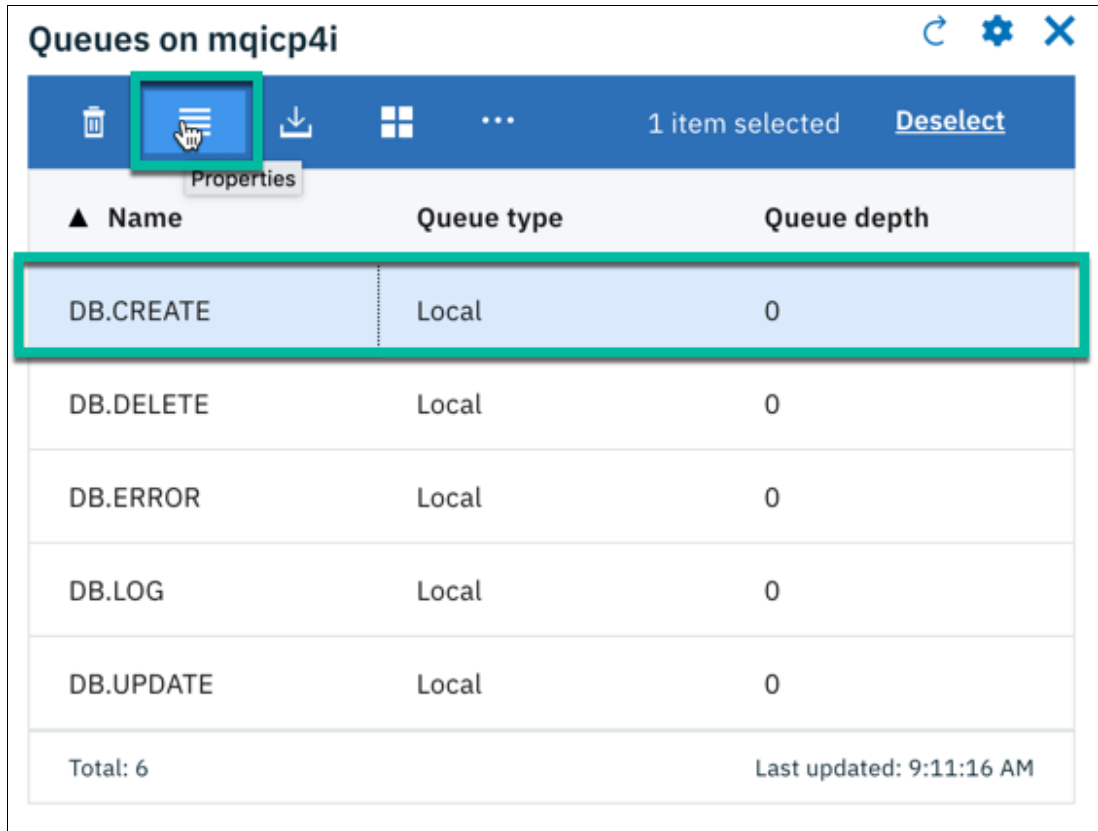 Queues on mqicp4i
1 item selected Deselect
Properties
▲ Name Queue type Queue depth
DB.CREATE Local 0
DB.DELETE Local 0
DB.ERROR Local 0
DB.LOG Local 0
DB.UPDATE Local 0
Total: 6 Last updated: 9:11:16 AM